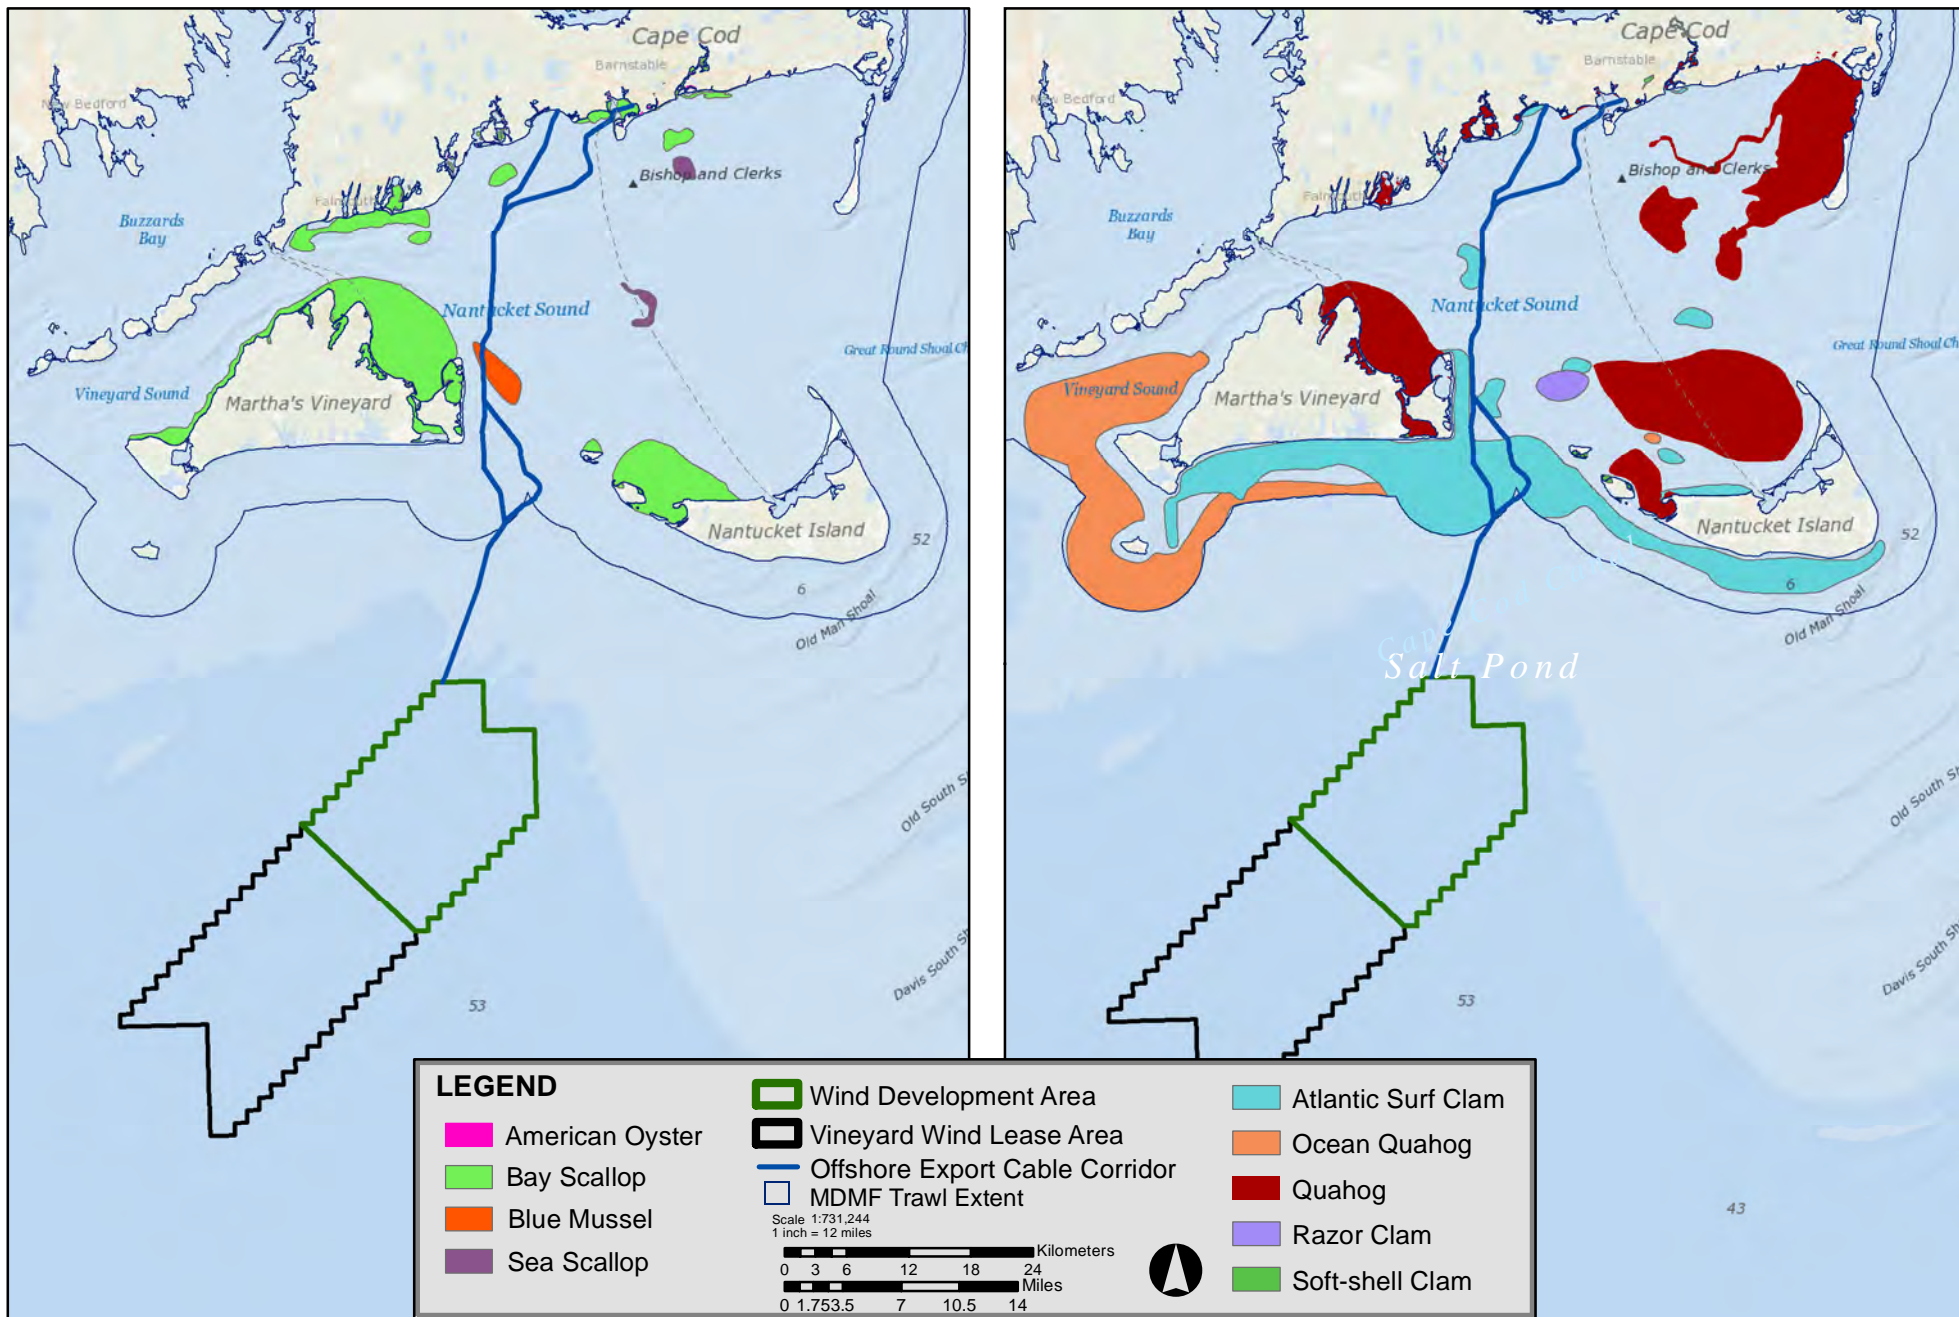 Cape Cod
Barnstable
New Bedford
Bishop and Clerks
Falmouth
Buzzards
Bay
Nantucket Sound
Great Round Shoal Ch
Vineyard Sound
Martha's Vineyard
Nantucket Island
52
6
Old Man Shoal
Old South S
Davis South Sh
53
Cape Cod
Barnstable
New Bedford
Bishop and Clerks
Falmouth
Buzzards
Bay
Nantucket Sound
Great Round Shoal Ch
Vineyard Sound
Martha's Vineyard
Nantucket Island
52
6
Old Man Shoal
Salt Pond
Old South Sh
Davis South Sh
53
43
LEGEND
American Oyster
Bay Scallop
Blue Mussel
Sea Scallop
Wind Development Area
Vineyard Wind Lease Area
Offshore Export Cable Corridor
MDMF Trawl Extent
Scale 1:731,244
1 inch = 12 miles
Kilometers
0 3 6 12 18 24
Miles
0 1.753.5 7 10.5 14
Atlantic Surf Clam
Ocean Quahog
Quahog
Razor Clam
Soft-shell Clam